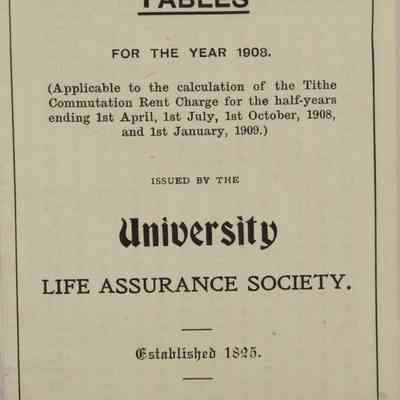 TABLES
FOR THE YEAR 1908.
(Applicable to the calculation of the Tithe
Commutation Rent Charge for the half-years
ending 1st April, 1st July, 1st October, 1908,
and 1st January, 1909.)
ISSUED BY THE
University
LIFE ASSURANCE SOCIETY.
Established 1825.